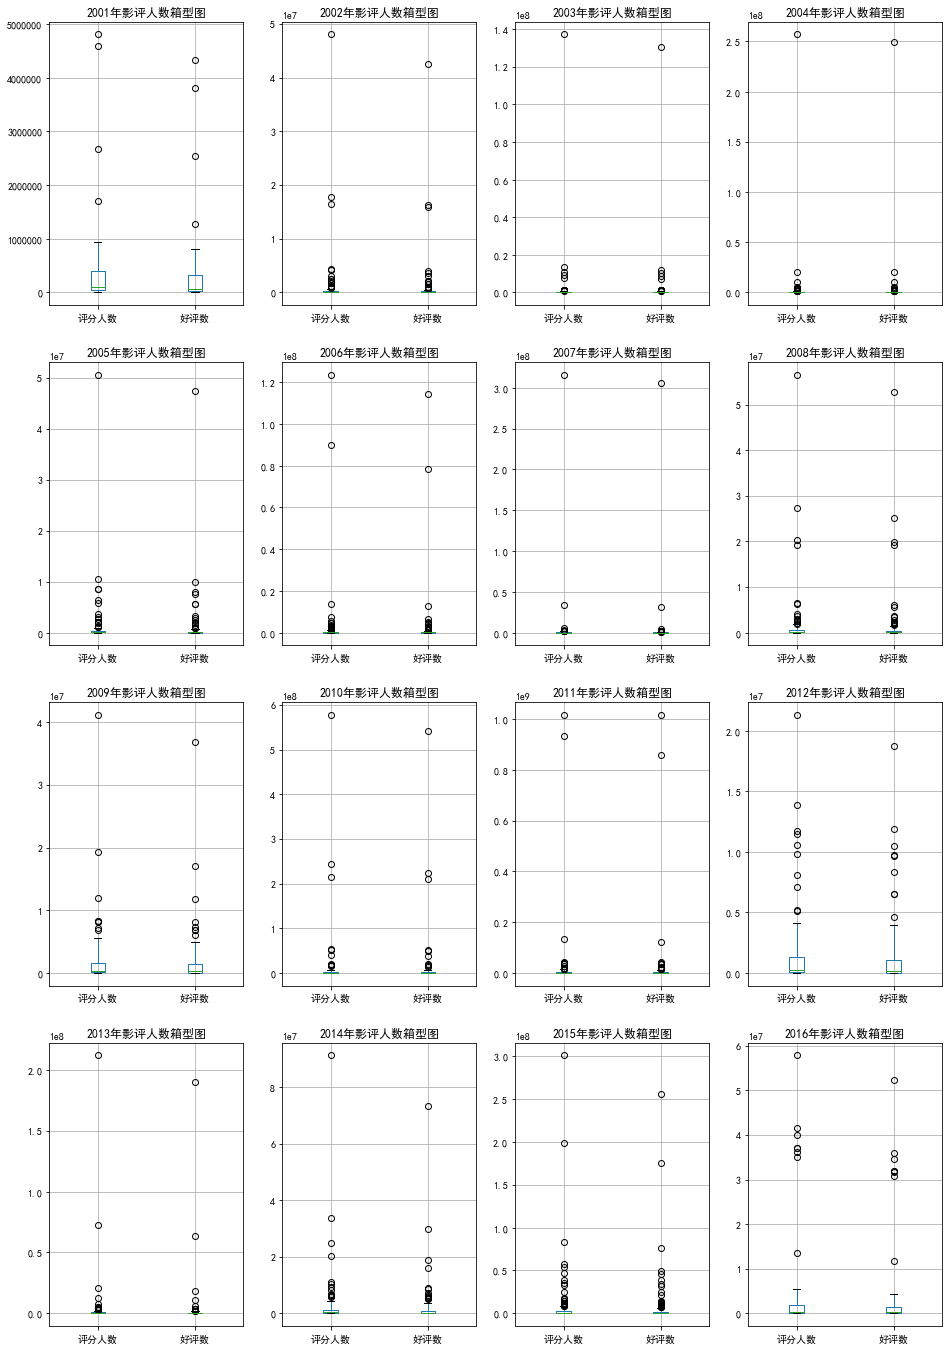 2001年影评人数箱型图
5000000
4000000
3000000
2000000
1000000
0
评分人数 好评数
2002年影评人数箱型图
1e7
5
4
3
2
1
0
评分人数 好评数
2003年影评人数箱型图
1e8
1.4
1.2
1.0
0.8
0.6
0.4
0.2
0.0
评分人数 好评数
2004年影评人数箱型图
1e8
2.5
2.0
1.5
1.0
0.5
0.0
评分人数 好评数
2005年影评人数箱型图
1e7
5
4
3
2
1
0
评分人数 好评数
2006年影评人数箱型图
1e8
1.2
1.0
0.8
0.6
0.4
0.2
0.0
评分人数 好评数
2007年影评人数箱型图
1e8
3.0
2.5
2.0
1.5
1.0
0.5
0.0
评分人数 好评数
2008年影评人数箱型图
1e7
5
4
3
2
1
0
评分人数 好评数
2009年影评人数箱型图
1e7
4
3
2
1
0
评分人数 好评数
2010年影评人数箱型图
1e8
6
5
4
3
2
1
0
评分人数 好评数
2011年影评人数箱型图
1e9
1.0
0.8
0.6
0.4
0.2
0.0
评分人数 好评数
2012年影评人数箱型图
1e7
2.0
1.5
1.0
0.5
0.0
评分人数 好评数
2013年影评人数箱型图
1e8
2.0
1.5
1.0
0.5
0.0
评分人数 好评数
2014年影评人数箱型图
1e7
8
6
4
2
0
评分人数 好评数
2015年影评人数箱型图
1e8
3.0
2.5
2.0
1.5
1.0
0.5
0.0
评分人数 好评数
2016年影评人数箱型图
1e7
6
5
4
3
2
1
0
评分人数 好评数